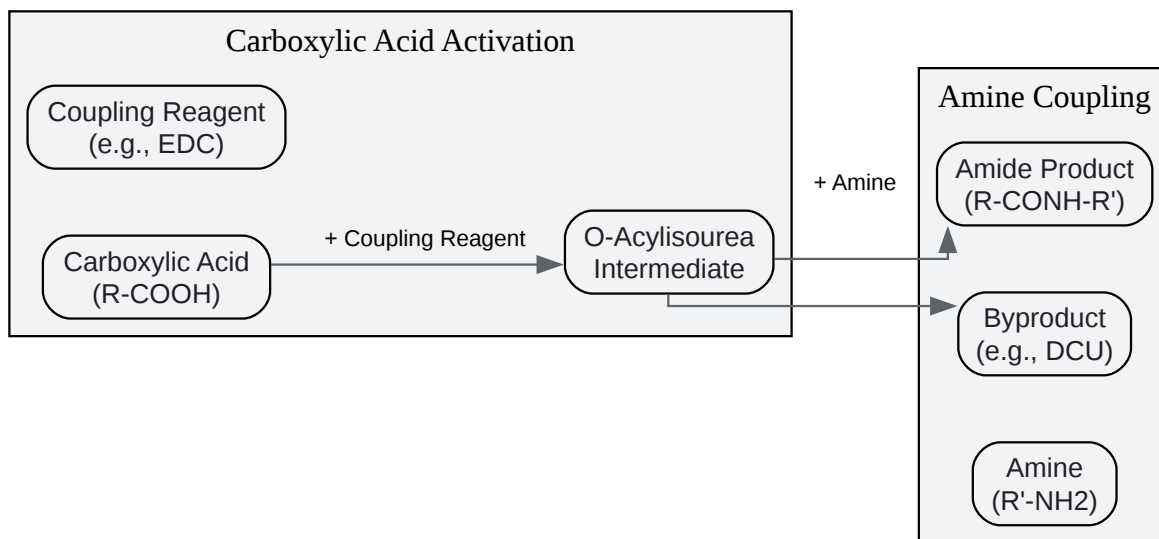 Carboxylic Acid Activation
Coupling Reagent
(e.g., EDC)
Carboxylic Acid
(R-COOH)
+ Coupling Reagent
O-Acylisourea
Intermediate
+ Amine
Amine Coupling
Amide Product
(R-CONH-R')
Byproduct
(e.g., DCU)
Amine
(R'-NH2)